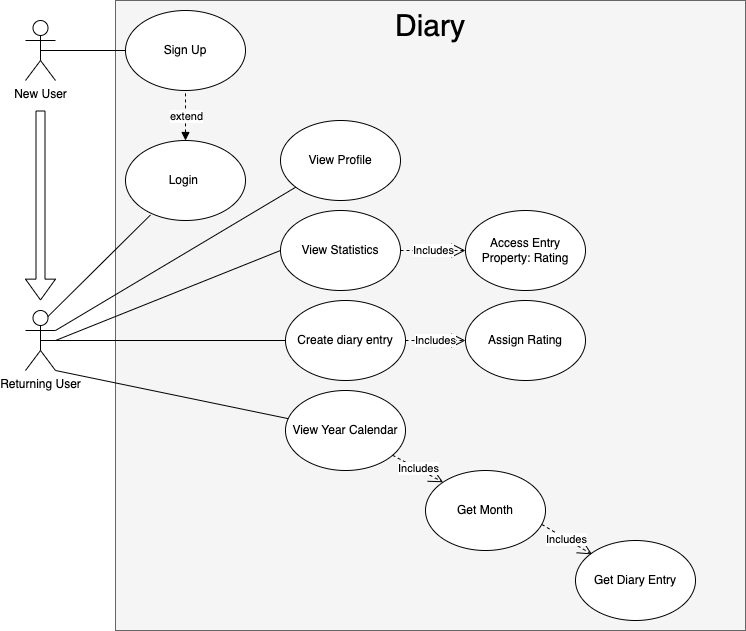 Diary
Sign Up
New User
extend
Login
View Profile
View Statistics
Includes
Access Entry
Property: Rating
Create diary entry
Includes
Assign Rating
Returning User
View Year Calendar
Includes
Get Month
Includes
Get Diary Entry